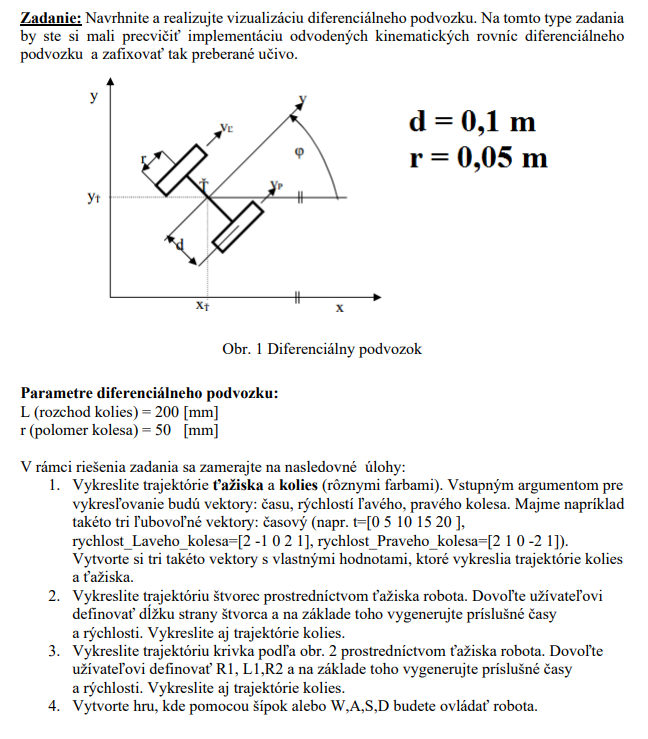 Zadanie: Navrhnite a realizujte vizualizáciu diferenciálneho podvozku. Na tomto type zadania
by ste si mali precvičiť implementáciu odvodených kinematických rovníc diferenciálneho
podvozku a zafixovať tak preberané učivo.
y
v
d = 0,1 m
r = 0,05 m
VĽ
r
φ
Ť
VP
yт
d
xт
x
Obr. 1 Diferenciálny podvozok
Parametre diferenciálneho podvozku:
L (rozchod kolies) = 200 [mm]
r (polomer kolesa) = 50 [mm]
V rámci riešenia zadania sa zamerajte na nasledovné úlohy:
1. Vykreslite trajektórie ťažiska a kolies (rôznymi farbami). Vstupným argumentom pre
vykresľovanie budú vektory: času, rýchlostí ľavého, pravého kolesa. Majme napríklad
takéto tri ľubovoľné vektory: časový (napr. t=[0 5 10 15 20 ],
rychlost_Laveho_kolesa=[2 -1 0 2 1], rychlost_Praveho_kolesa=[2 1 0 -2 1]).
Vytvorte si tri takéto vektory s vlastnými hodnotami, ktoré vykreslia trajektórie kolies
a ťažiska.
2. Vykreslite trajektóriu štvorec prostredníctvom ťažiska robota. Dovoľte užívateľovi
definovať dĺžku strany štvorca a na základe toho vygenerujte príslušné časy
a rýchlosti. Vykreslite aj trajektórie kolies.
3. Vykreslite trajektóriu krivka podľa obr. 2 prostredníctvom ťažiska robota. Dovoľte
užívateľovi definovať R1, L1,R2 a na základe toho vygenerujte príslušné časy
a rýchlosti. Vykreslite aj trajektórie kolies.
4. Vytvorte hru, kde pomocou šípok alebo W,A,S,D budete ovládať robota.